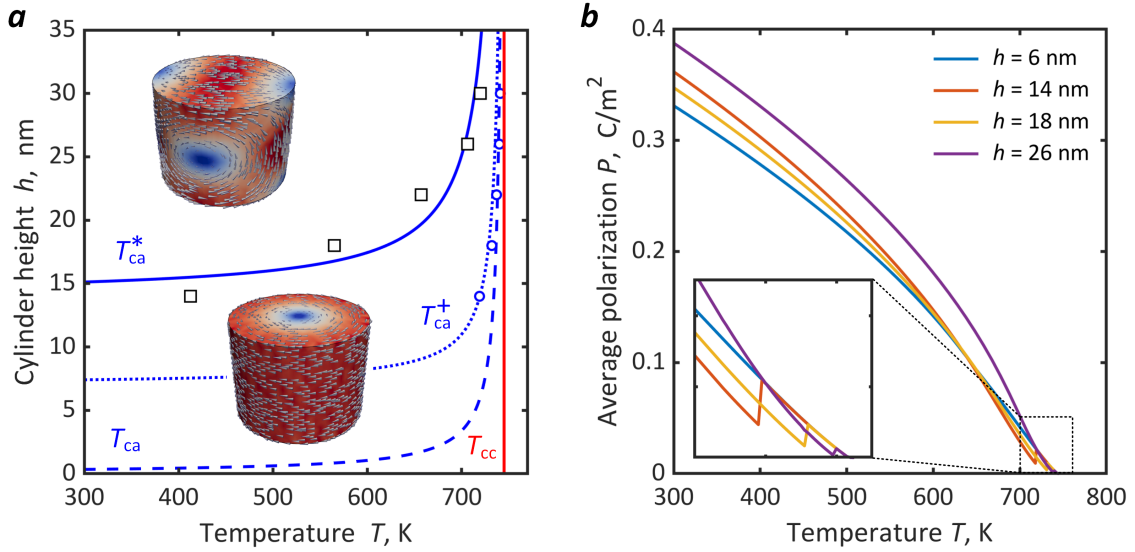 a
35
30
25
20
15
10
5
0
Cylinder height h, nm
T*ca
T+ca
Tca
Tcc
300 400 500 600 700
Temperature T, K
b
0.4
0.3
0.2
0.1
0
Average polarization P, C/m²
h = 6 nm
h = 14 nm
h = 18 nm
h = 26 nm
300 400 500 600 700 800
Temperature T, K